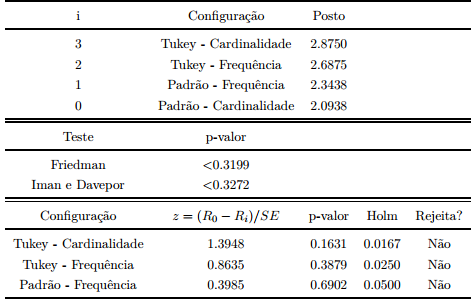 i Configuração Posto
3 Tukey - Cardinalidade 2.8750
2 Tukey - Frequência 2.6875
1 Padrão - Frequência 2.3438
0 Padrão - Cardinalidade 2.0938
Teste p-valor
Friedman <0.3199
Iman e Davepor <0.3272
Configuração z = (R₀ − Rᵢ)/SE p-valor Holm Rejeita?
Tukey - Cardinalidade 1.3948 0.1631 0.0167 Não
Tukey - Frequência 0.8635 0.3879 0.0250 Não
Padrão - Frequência 0.3985 0.6902 0.0500 Não